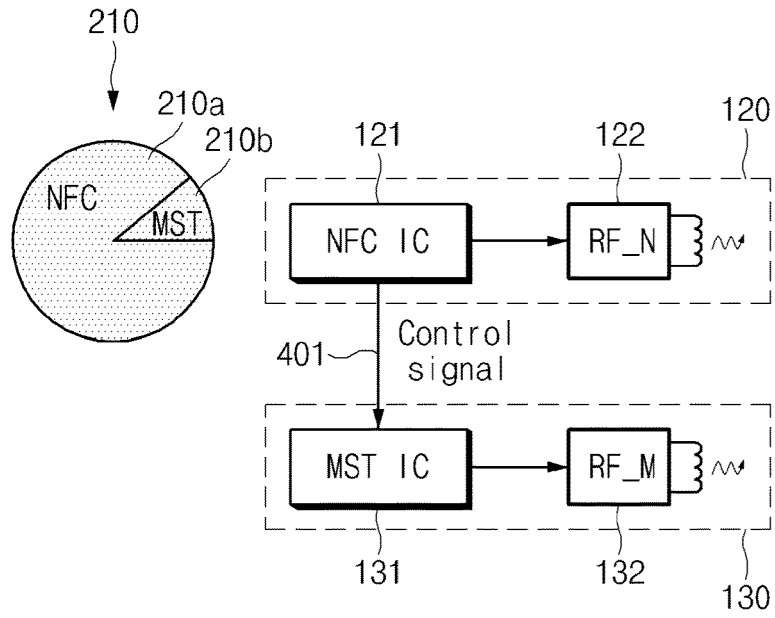 210
210a
210b
NFC
MST
121
122
120
NFC IC
RF_N
401
Control
signal
MST IC
RF_M
131
132
130